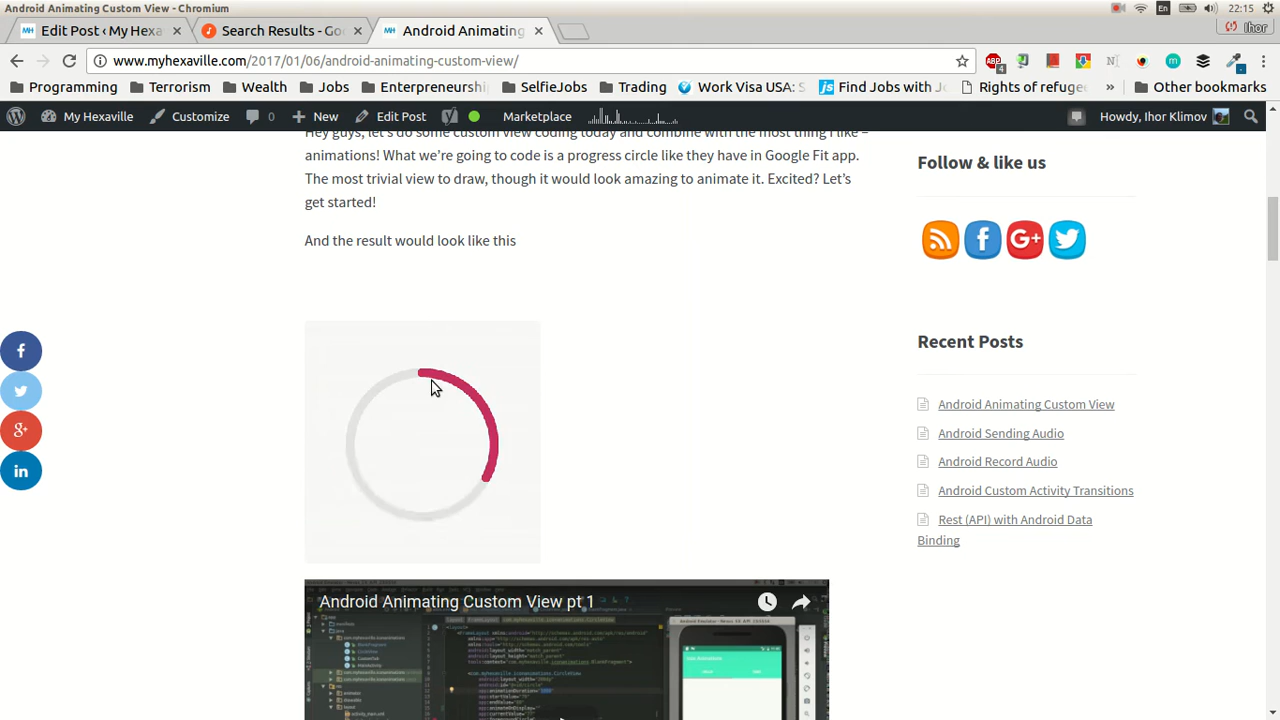 Android Animating Custom View - Chromium
En 22:15
Edit Post ‹ My Hexa
Search Results - Go
Android Animating
Ihor
www.myhexaville.com/2017/01/06/android-animating-custom-view/
4
Programming Terrorism Wealth Jobs Enterpreneurship SelfieJobs Trading Work Visa USA: S Find Jobs with Jo Rights of refuge » Other bookmarks
My Hexaville Customize 0 New Edit Post Marketplace Howdy, Ihor Klimov
Hey guys, let's do some custom view coding today and combine with the most thing I like –
animations! What we're going to code is a progress circle like they have in Google Fit app.
The most trivial view to draw, though it would look amazing to animate it. Excited? Let's
get started!
And the result would look like this
Follow & like us
Recent Posts
Android Animating Custom View
Android Sending Audio
Android Record Audio
Android Custom Activity Transitions
Rest (API) with Android Data
Binding
Android Animating Custom View pt 1